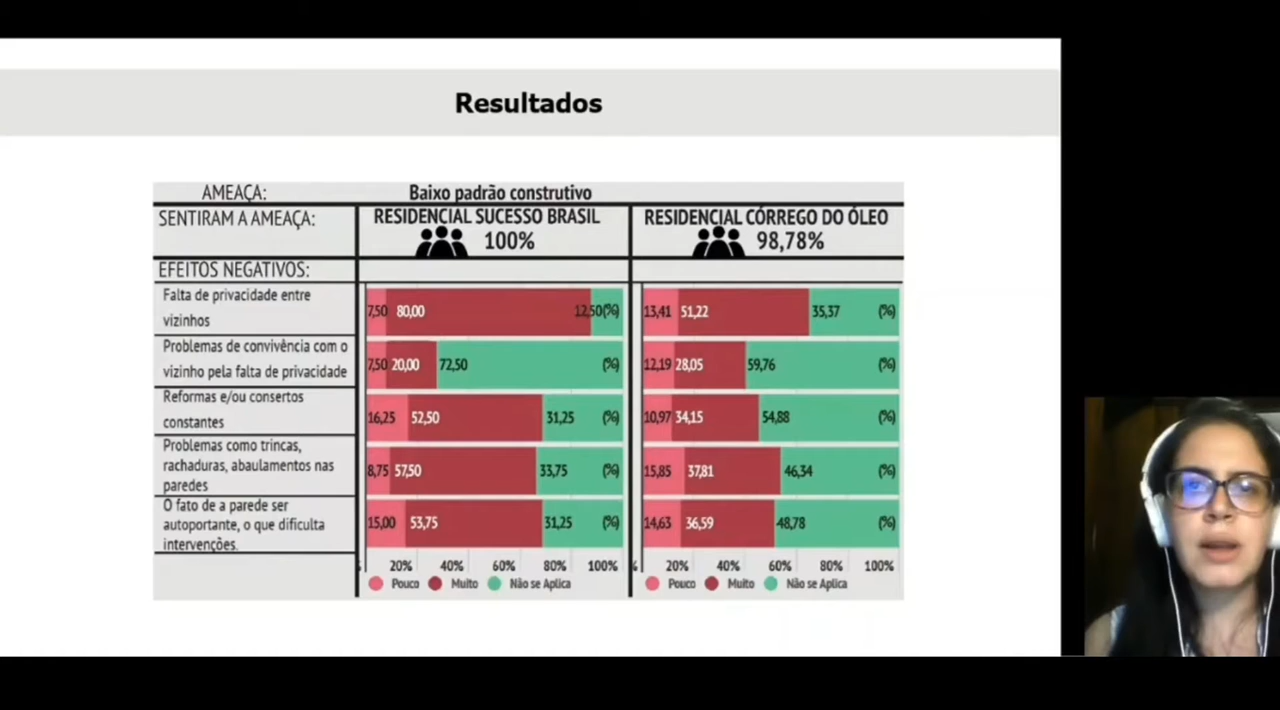 Resultados
AMEAÇA:
Baixo padrão construtivo
SENTIRAM A AMEAÇA:
RESIDENCIAL SUCESSO BRASIL
100%
RESIDENCIAL CÓRREGO DO ÓLEO
98,78%
EFEITOS NEGATIVOS:
Falta de privacidade entre
vizinhos
7,50 80,00 12,50(%)
13,41 51,22 35,37 (%)
Problemas de convivência com o
vizinho pela falta de privacidade
7,50 20,00 72,50 (%)
12,19 28,05 59,76 (%)
Reformas e/ou consertos
constantes
16,25 52,50 31,25 (%)
10,97 34,15 54,88 (%)
Problemas como trincas,
rachaduras, abaulamentos nas
paredes
8,75 57,50 33,75 (%)
15,85 37,81 46,34 (%)
O fato de a parede ser
autoportante, o que dificulta
intervenções.
15,00 53,75 31,25 (%)
14,63 36,59 48,78 (%)
20% 40% 60% 80% 100%
Pouco Muito Não se Aplica
20% 40% 60% 80% 100%
Pouco Muito Não se Aplica